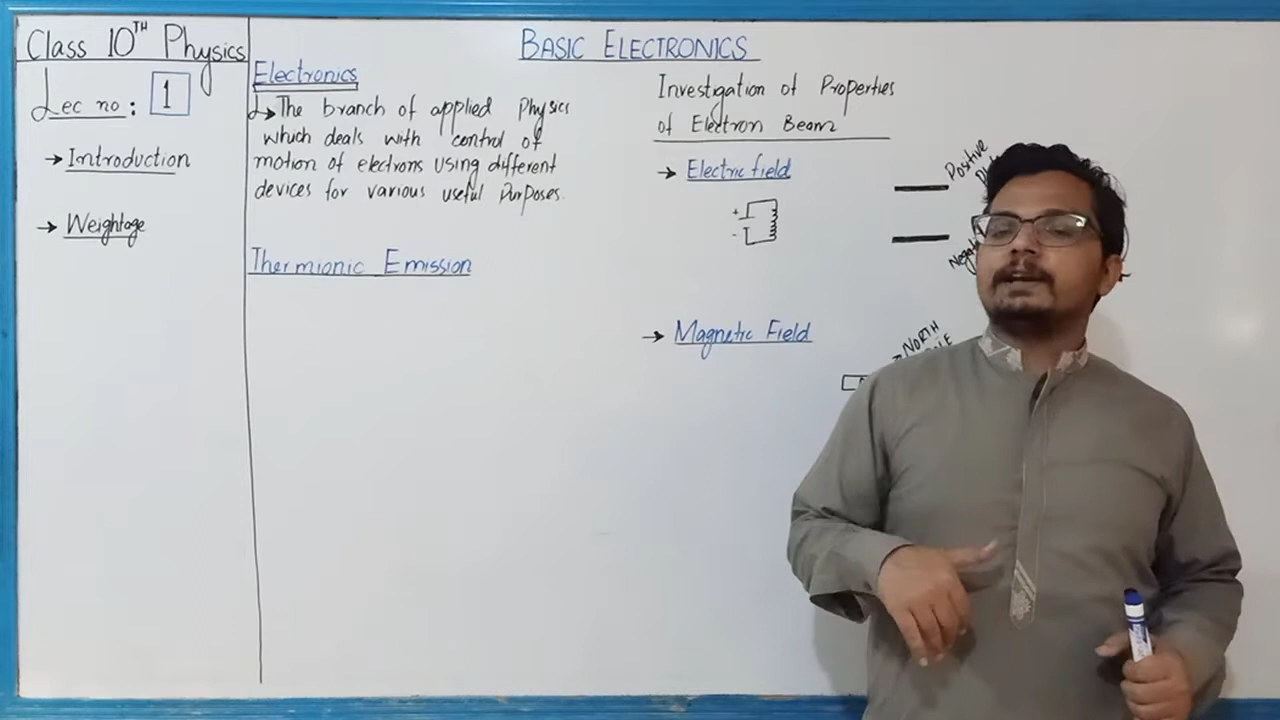 Class 10TH Physics
Lec no: 1
→ Introduction
→ Weightage
BASIC ELECTRONICS
Electronics
→ The branch of applied Physics
which deals with control of
motion of electrons using different
devices for various useful Purposes.
Thermionic Emission
Investigation of Properties
of Electron Beam
→ Electric field
+
-
Positive
→ Magnetic Field
NORTH